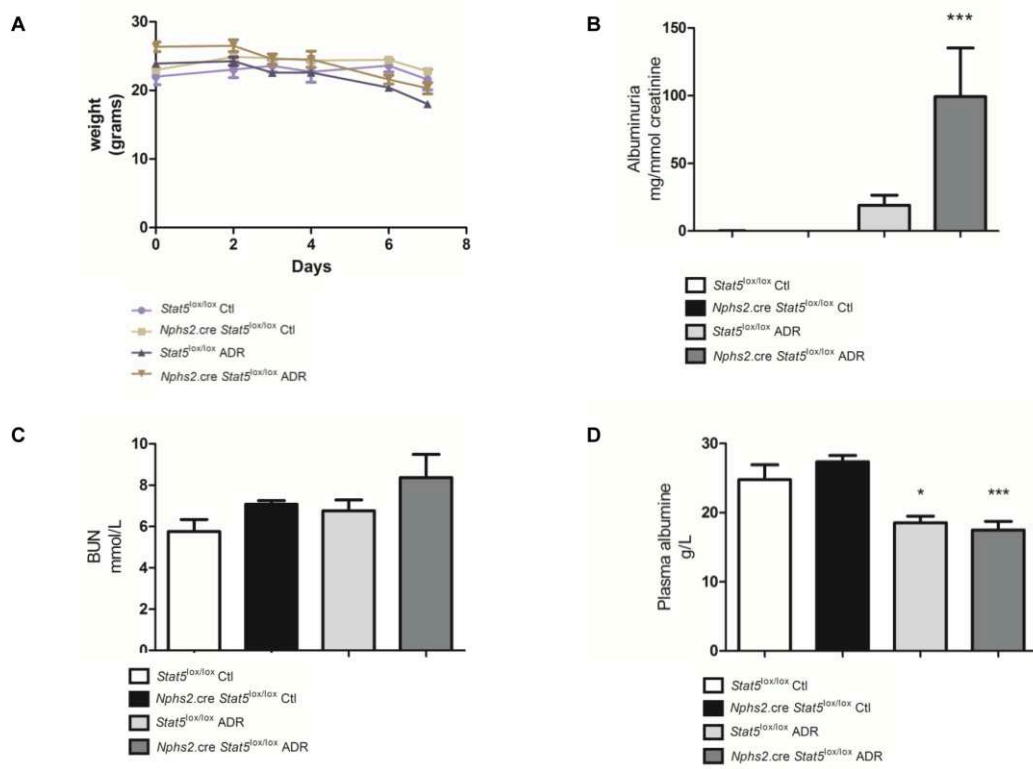 A
30
20
10
0
weight
(grams)
0 2 4 6 8
Days
Stat5lox/lox Ctl
Nphs2.cre Stat5lox/lox Ctl
Stat5lox/lox ADR
Nphs2.cre Stat5lox/lox ADR
B
***
150
100
50
0
Albuminuria
mg/mmol creatinine
Stat5lox/lox Ctl
Nphs2.cre Stat5lox/lox Ctl
Stat5lox/lox ADR
Nphs2.cre Stat5lox/lox ADR
C
10
8
6
4
2
0
BUN
mmol/L
Stat5lox/lox Ctl
Nphs2.cre Stat5lox/lox Ctl
Stat5lox/lox ADR
Nphs2.cre Stat5lox/lox ADR
D
30
20
10
0
Plasma albumine
g/L
* ***
Stat5lox/lox Ctl
Nphs2.cre Stat5lox/lox Ctl
Stat5lox/lox ADR
Nphs2.cre Stat5lox/lox ADR